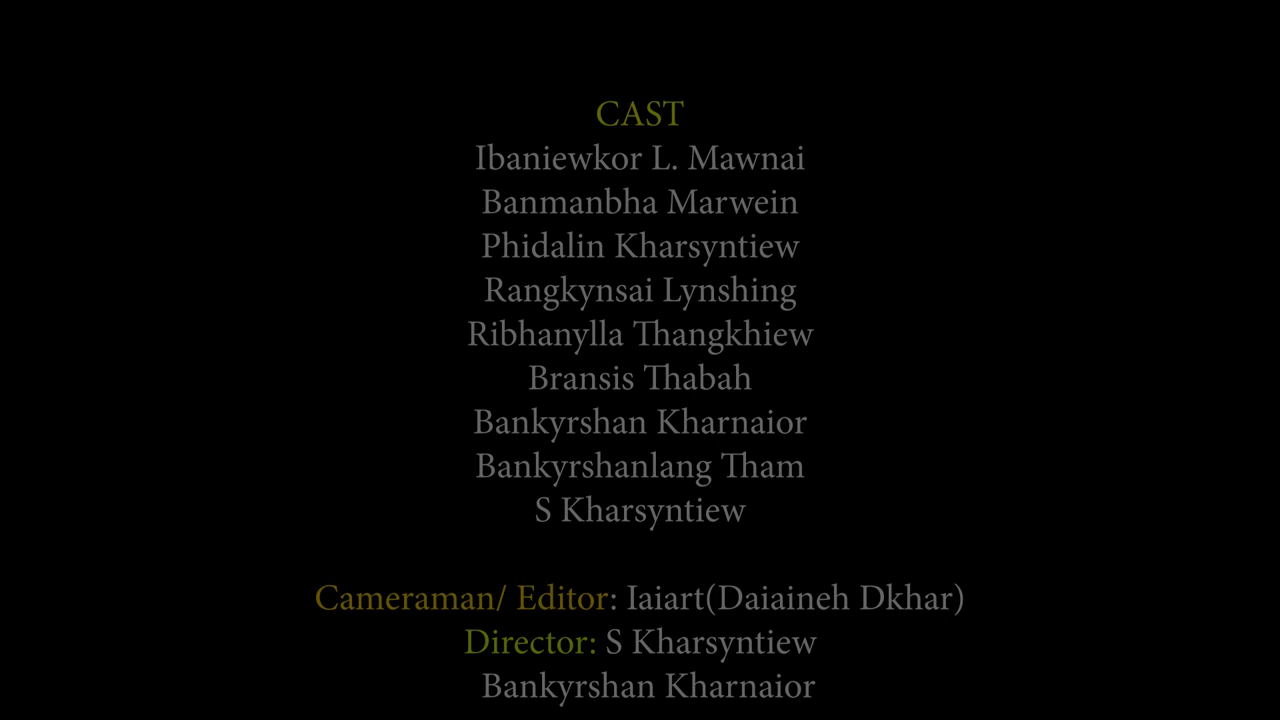 CAST
Ibaniewkor L. Mawnai
Banmanbha Marwein
Phidalin Kharsyntiew
Rangkynsai Lynshing
Ribhanylla Thangkhiew
Bransis Thabah
Bankyrshan Kharnaior
Bankyrshanlang Tham
S Kharsyntiew
Cameraman/ Editor: Iaiart(Daiaineh Dkhar)
Director: S Kharsyntiew
Bankyrshan Kharnaior